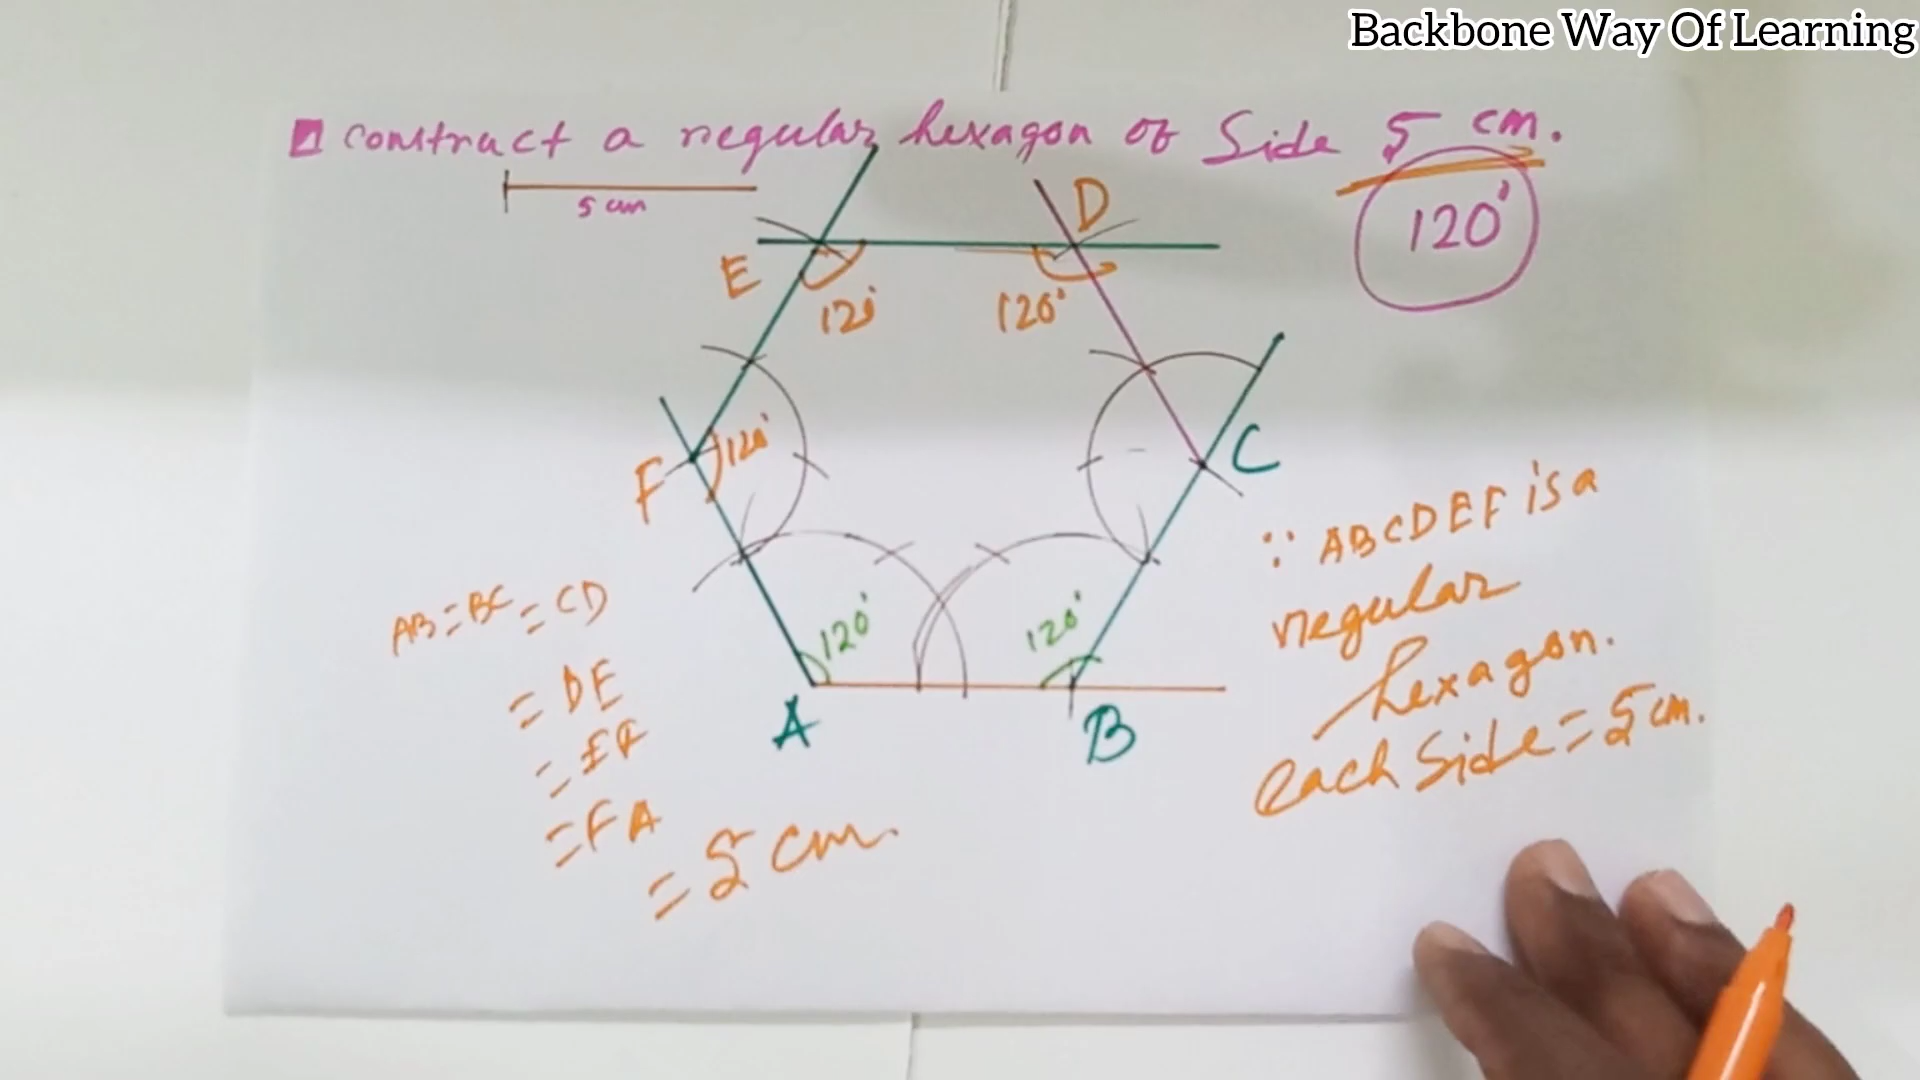 Backbone Way Of Learning
construct a regular hexagon of Side 5 cm.
5 cm
120°
D
E
120°
120°
F
120°
C
∵ ABCDEF is a
regular
hexagon.
each Side = 5 cm.
AB = BC = CD
= DE
= EF
= FA
= 5 cm.
120°
120°
A
B